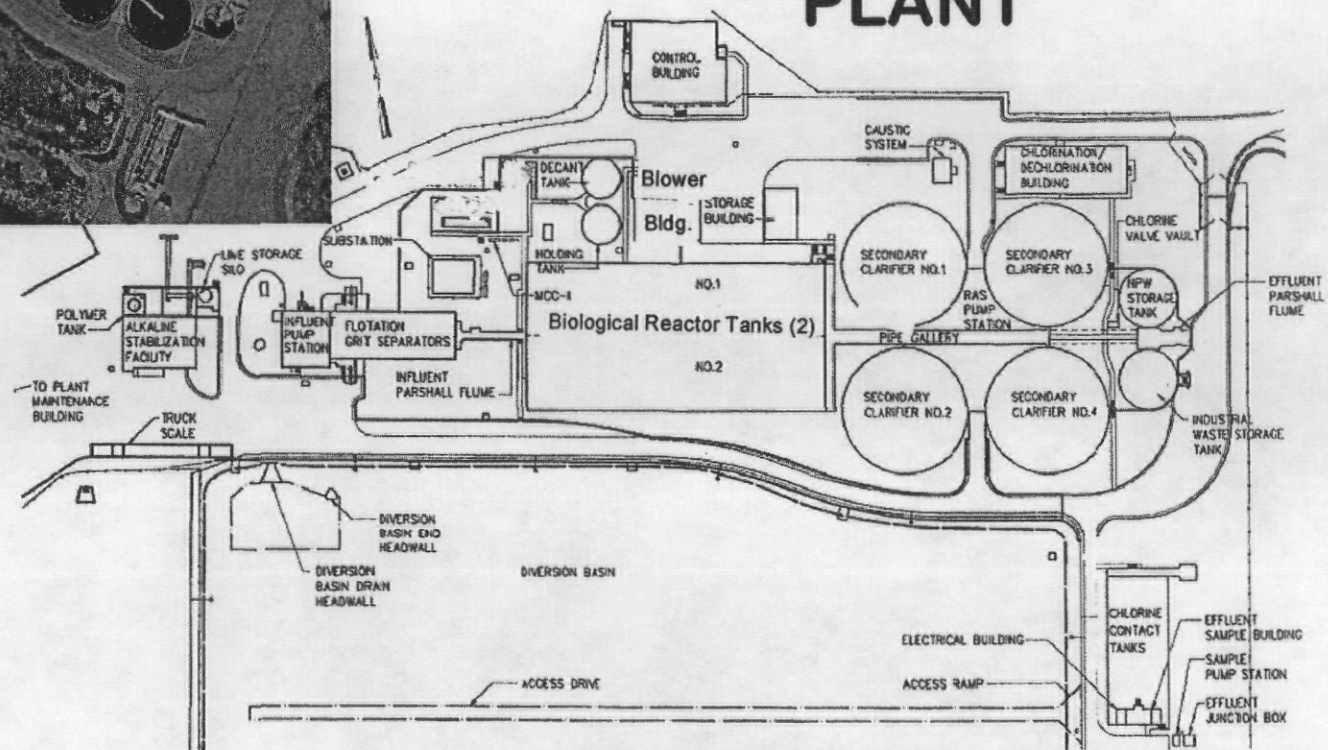 PLANT
CONTROL
BUILDING
CAUSTIC
SYSTEM
CHLORINATION/
DECHLORINATION
BUILDING
DECANT
TANK
Blower
Bldg.
STORAGE
BUILDING
CHLORINE
VALVE VAULT
SUBSTATION
HOLDING
TANK
MCC-II
LIME STORAGE
SILO
POLYMER
TANK
ALKALINE
STABILIZATION
FACILITY
INFLUENT
PUMP
STATION
FLOTATION
GRIT SEPARATORS
INFLUENT
PARSHALL FLUME
NO.1
Biological Reactor Tanks (2)
NO.2
SECONDARY
CLARIFIER NO.1
SECONDARY
CLARIFIER NO.3
RAS
PUMP
STATION
PIPE GALLERY
NPW
STORAGE
TANK
EFFLUENT
PARSHALL
FLUME
SECONDARY
CLARIFIER NO.2
SECONDARY
CLARIFIER NO.4
INDUSTRIAL
WASTE STORAGE
TANK
TO PLANT
MAINTENANCE
BUILDING
TRUCK
SCALE
DIVERSION
BASIN END
HEADWALL
DIVERSION
BASIN DRAIN
HEADWALL
DIVERSION BASIN
CHLORINE
CONTACT
TANKS
ELECTRICAL BUILDING
EFFLUENT
SAMPLE BUILDING
SAMPLE
PUMP STATION
EFFLUENT
JUNCTION BOX
ACCESS DRIVE
ACCESS RAMP